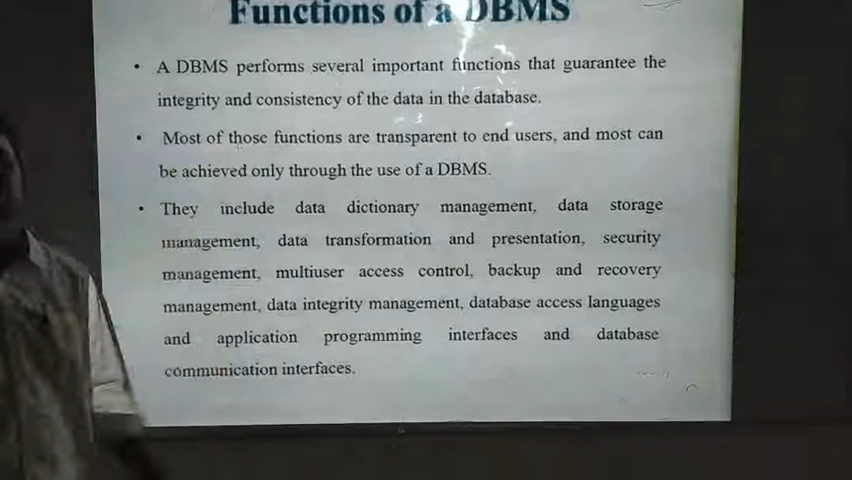 Functions of a DBMS
• A DBMS performs several important functions that guarantee the
integrity and consistency of the data in the database.
• Most of those functions are transparent to end users, and most can
be achieved only through the use of a DBMS.
• They include data dictionary management, data storage
management, data transformation and presentation, security
management, multiuser access control, backup and recovery
management, data integrity management, database access languages
and application programming interfaces and database
communication interfaces.